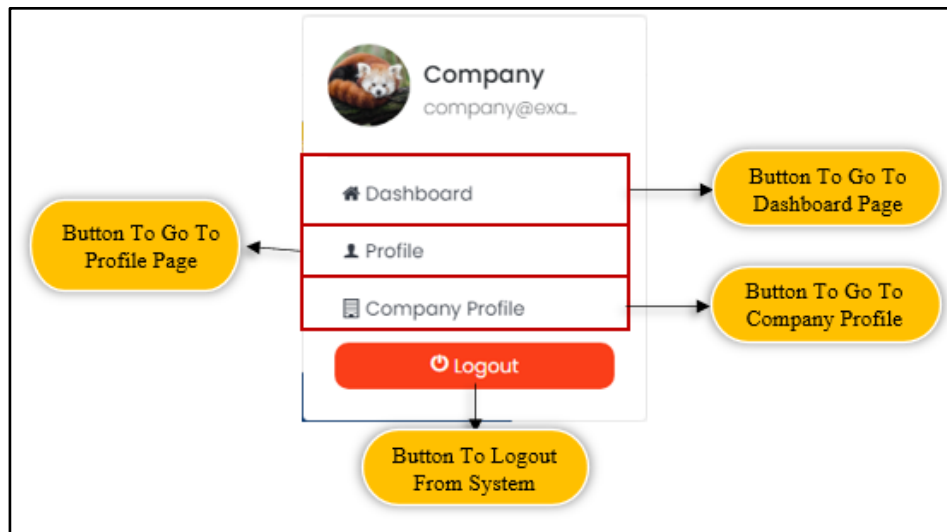 Company
company@exa...
Dashboard
Button To Go To
Dashboard Page
Button To Go To
Profile Page
Profile
Company Profile
Button To Go To
Company Profile
Logout
Button To Logout
From System